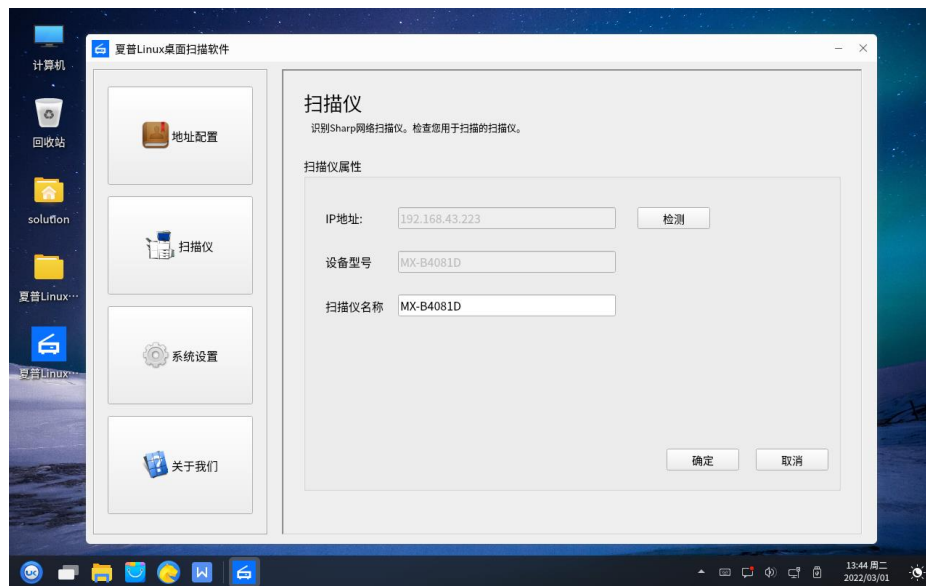 计算机
回收站
solution
夏普Linux…
夏普Linux…
夏普Linux桌面扫描软件
地址配置
扫描仪
系统设置
关于我们
扫描仪
识别Sharp网络扫描仪。检查您用于扫描的扫描仪。
扫描仪属性
IP地址: 192.168.43.223 检测
设备型号 MX-B4081D
扫描仪名称 MX-B4081D
确定 取消
13:44 周二
2022/03/01